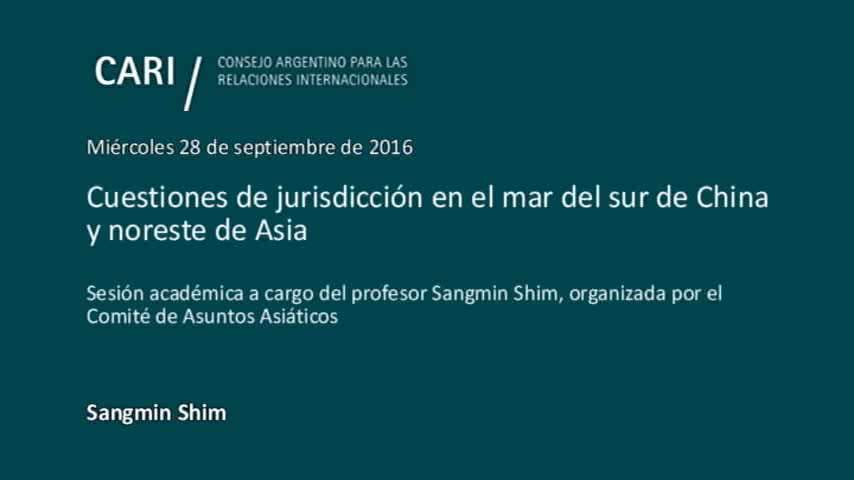 CARI / CONSEJO ARGENTINO PARA LAS
RELACIONES INTERNACIONALES
Miércoles 28 de septiembre de 2016
Cuestiones de jurisdicción en el mar del sur de China
y noreste de Asia
Sesión académica a cargo del profesor Sangmin Shim, organizada por el
Comité de Asuntos Asiáticos
Sangmin Shim